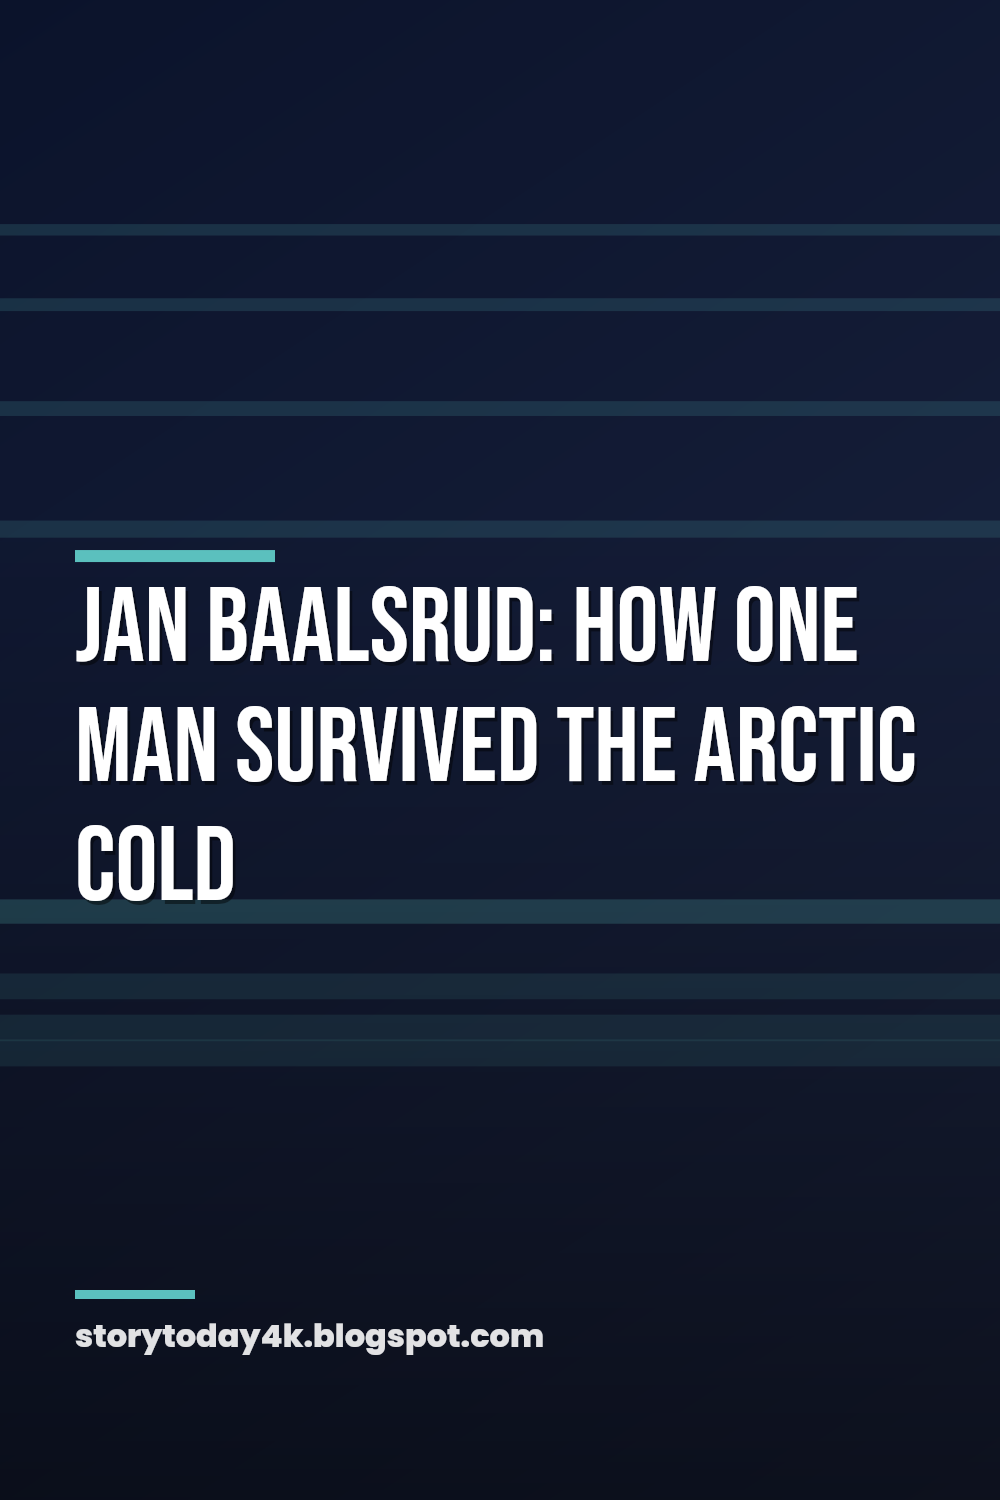 JAN BAALSRUD: HOW ONE
MAN SURVIVED THE ARCTIC
COLD
storytoday4k.blogspot.com